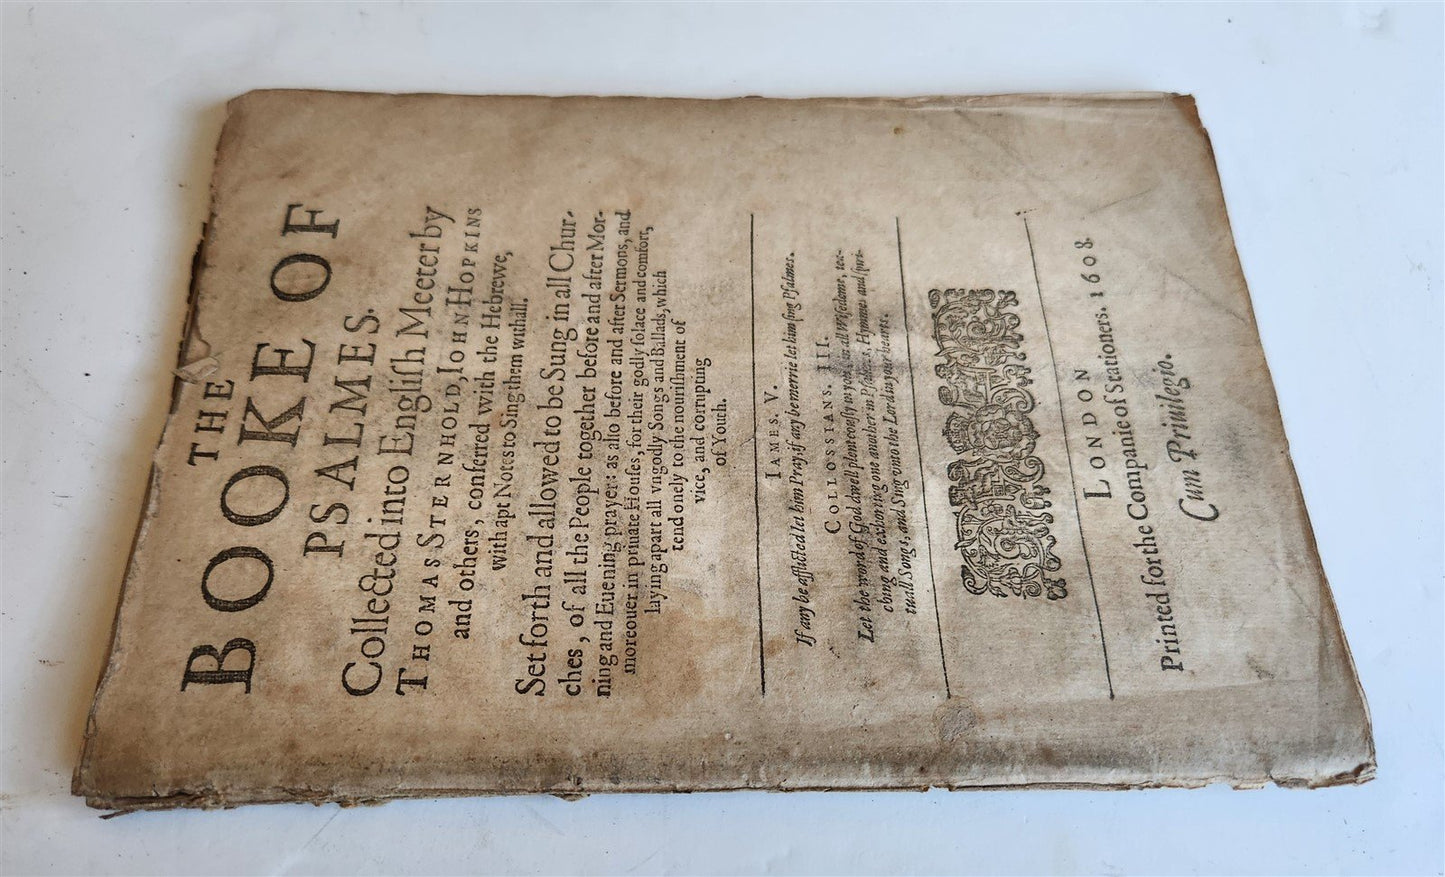 THE
BOOKE OF
PSALMES.
Collected into Engliſh Meeter by
THOMAS STERNHOLD, IOHN HOPKINS
and others, conferred with the Hebrewe,
with apt Notes to Sing them withall.
Set forth and allowed to be Sung in all Chur-
ches, of all the People together before and after Mor-
ning and Euening prayer: as alſo before and after Sermons, and
moreouer in priuate Houſes, for their godly ſolace and comfort,
laying apart all vngodly Songs and Ballads, which
tend onely to the nouriſhment of
vice, and corrupting
of Youth.
IAMES. V.
If any be afflicted let him Pray, if any be merrie let him ſing Pſalmes.
COLLOSSIANS. III.
Let the word of God dwell plenteouſly in you, in all Wiſedome, tea-
ching and exhorting one another in Pſalmes, Hymnes and ſpri-
tuall Songs, and Sing vnto the Lord in your hearts.
LONDON
Printed for the Companie of Stationers. 1608.
Cum Priuilegio.